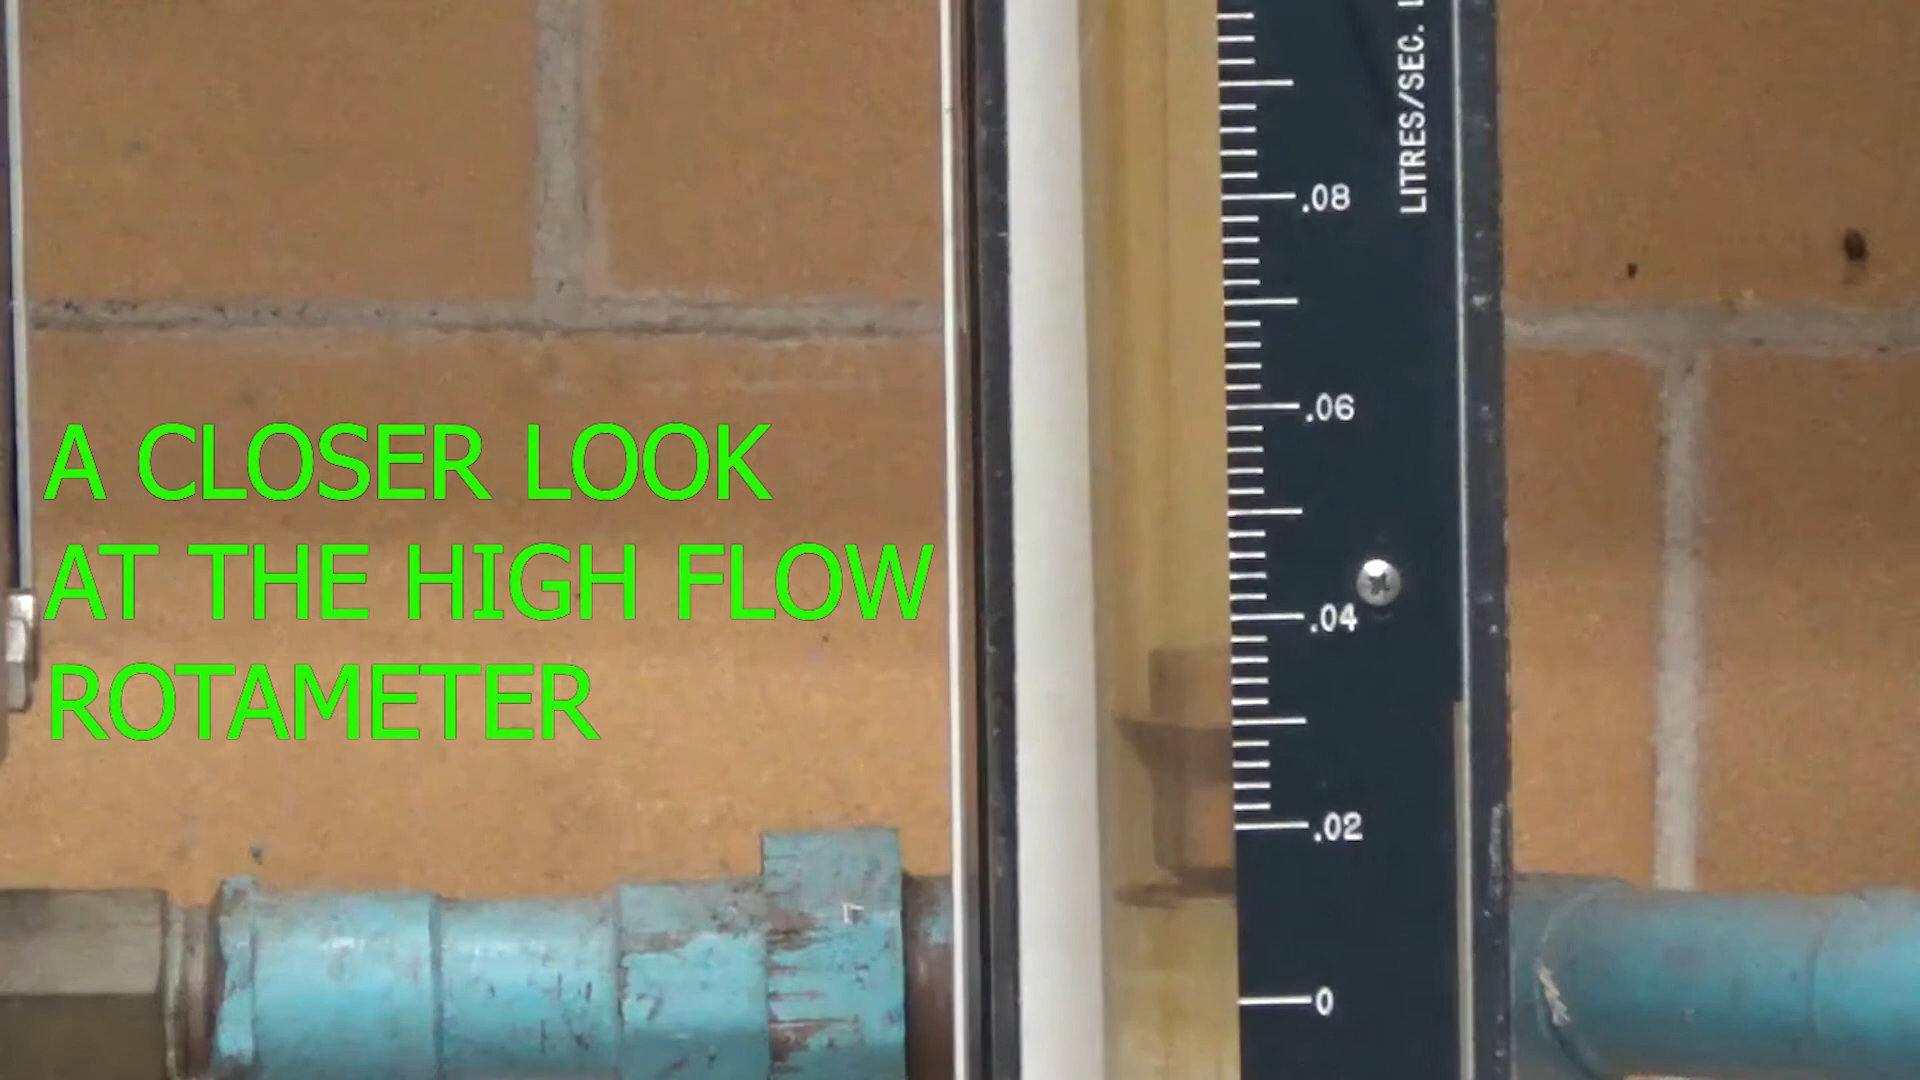 LITRES/SEC.
.08
.06
A CLOSER LOOK
AT THE HIGH FLOW
ROTAMETER
.04
.02
0